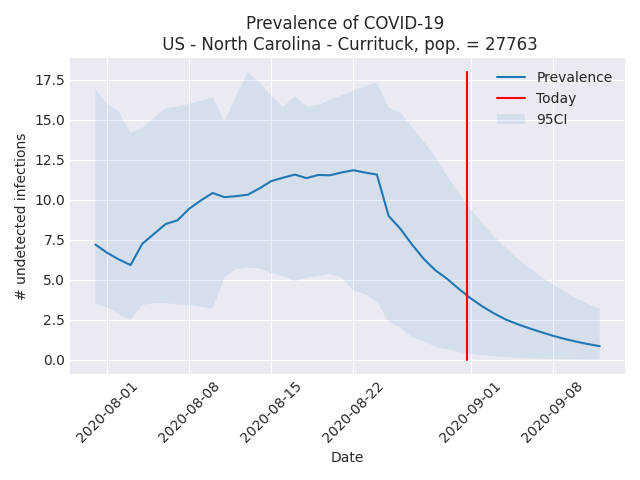 Prevalence of COVID-19
US - North Carolina - Currituck, pop. = 27763
# undetected infections
17.5
15.0
12.5
10.0
7.5
5.0
2.5
0.0
Prevalence
Today
95CI
2020-08-01
2020-08-08
2020-08-15
2020-08-22
2020-09-01
2020-09-08
Date